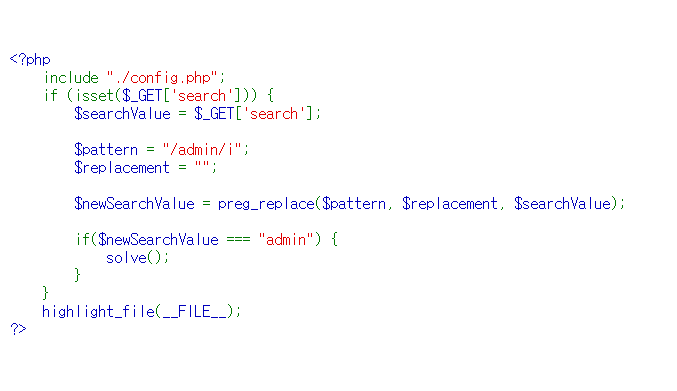 <?php
    include "./config.php";
    if (isset($_GET['search'])) {
        $searchValue = $_GET['search'];
        $pattern = "/admin/i";
        $replacement = "";
        $newSearchValue = preg_replace($pattern, $replacement, $searchValue);
        if($newSearchValue === "admin") {
            solve();
        }
    }
    highlight_file(__FILE__);
?>